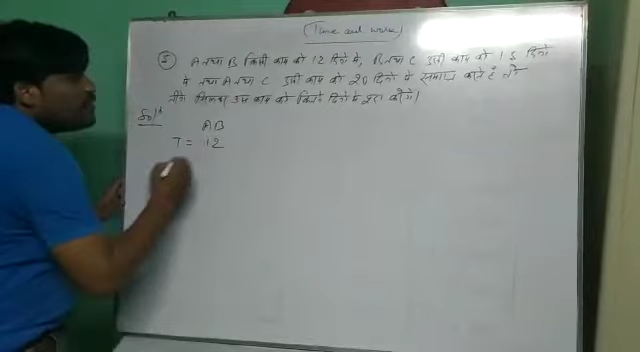 (Time and work)
5. A तथा B किसी काम को 12 दिनों में, B तथा C उसी काम को 15 दिनों
में तथा A तथा C उसी काम को 20 दिनों में समाप्त करते हैं तो
तीनों मिलकर उस काम को कितने दिनों में पूरा करेंगे।
Solⁿ
AB
T = 12